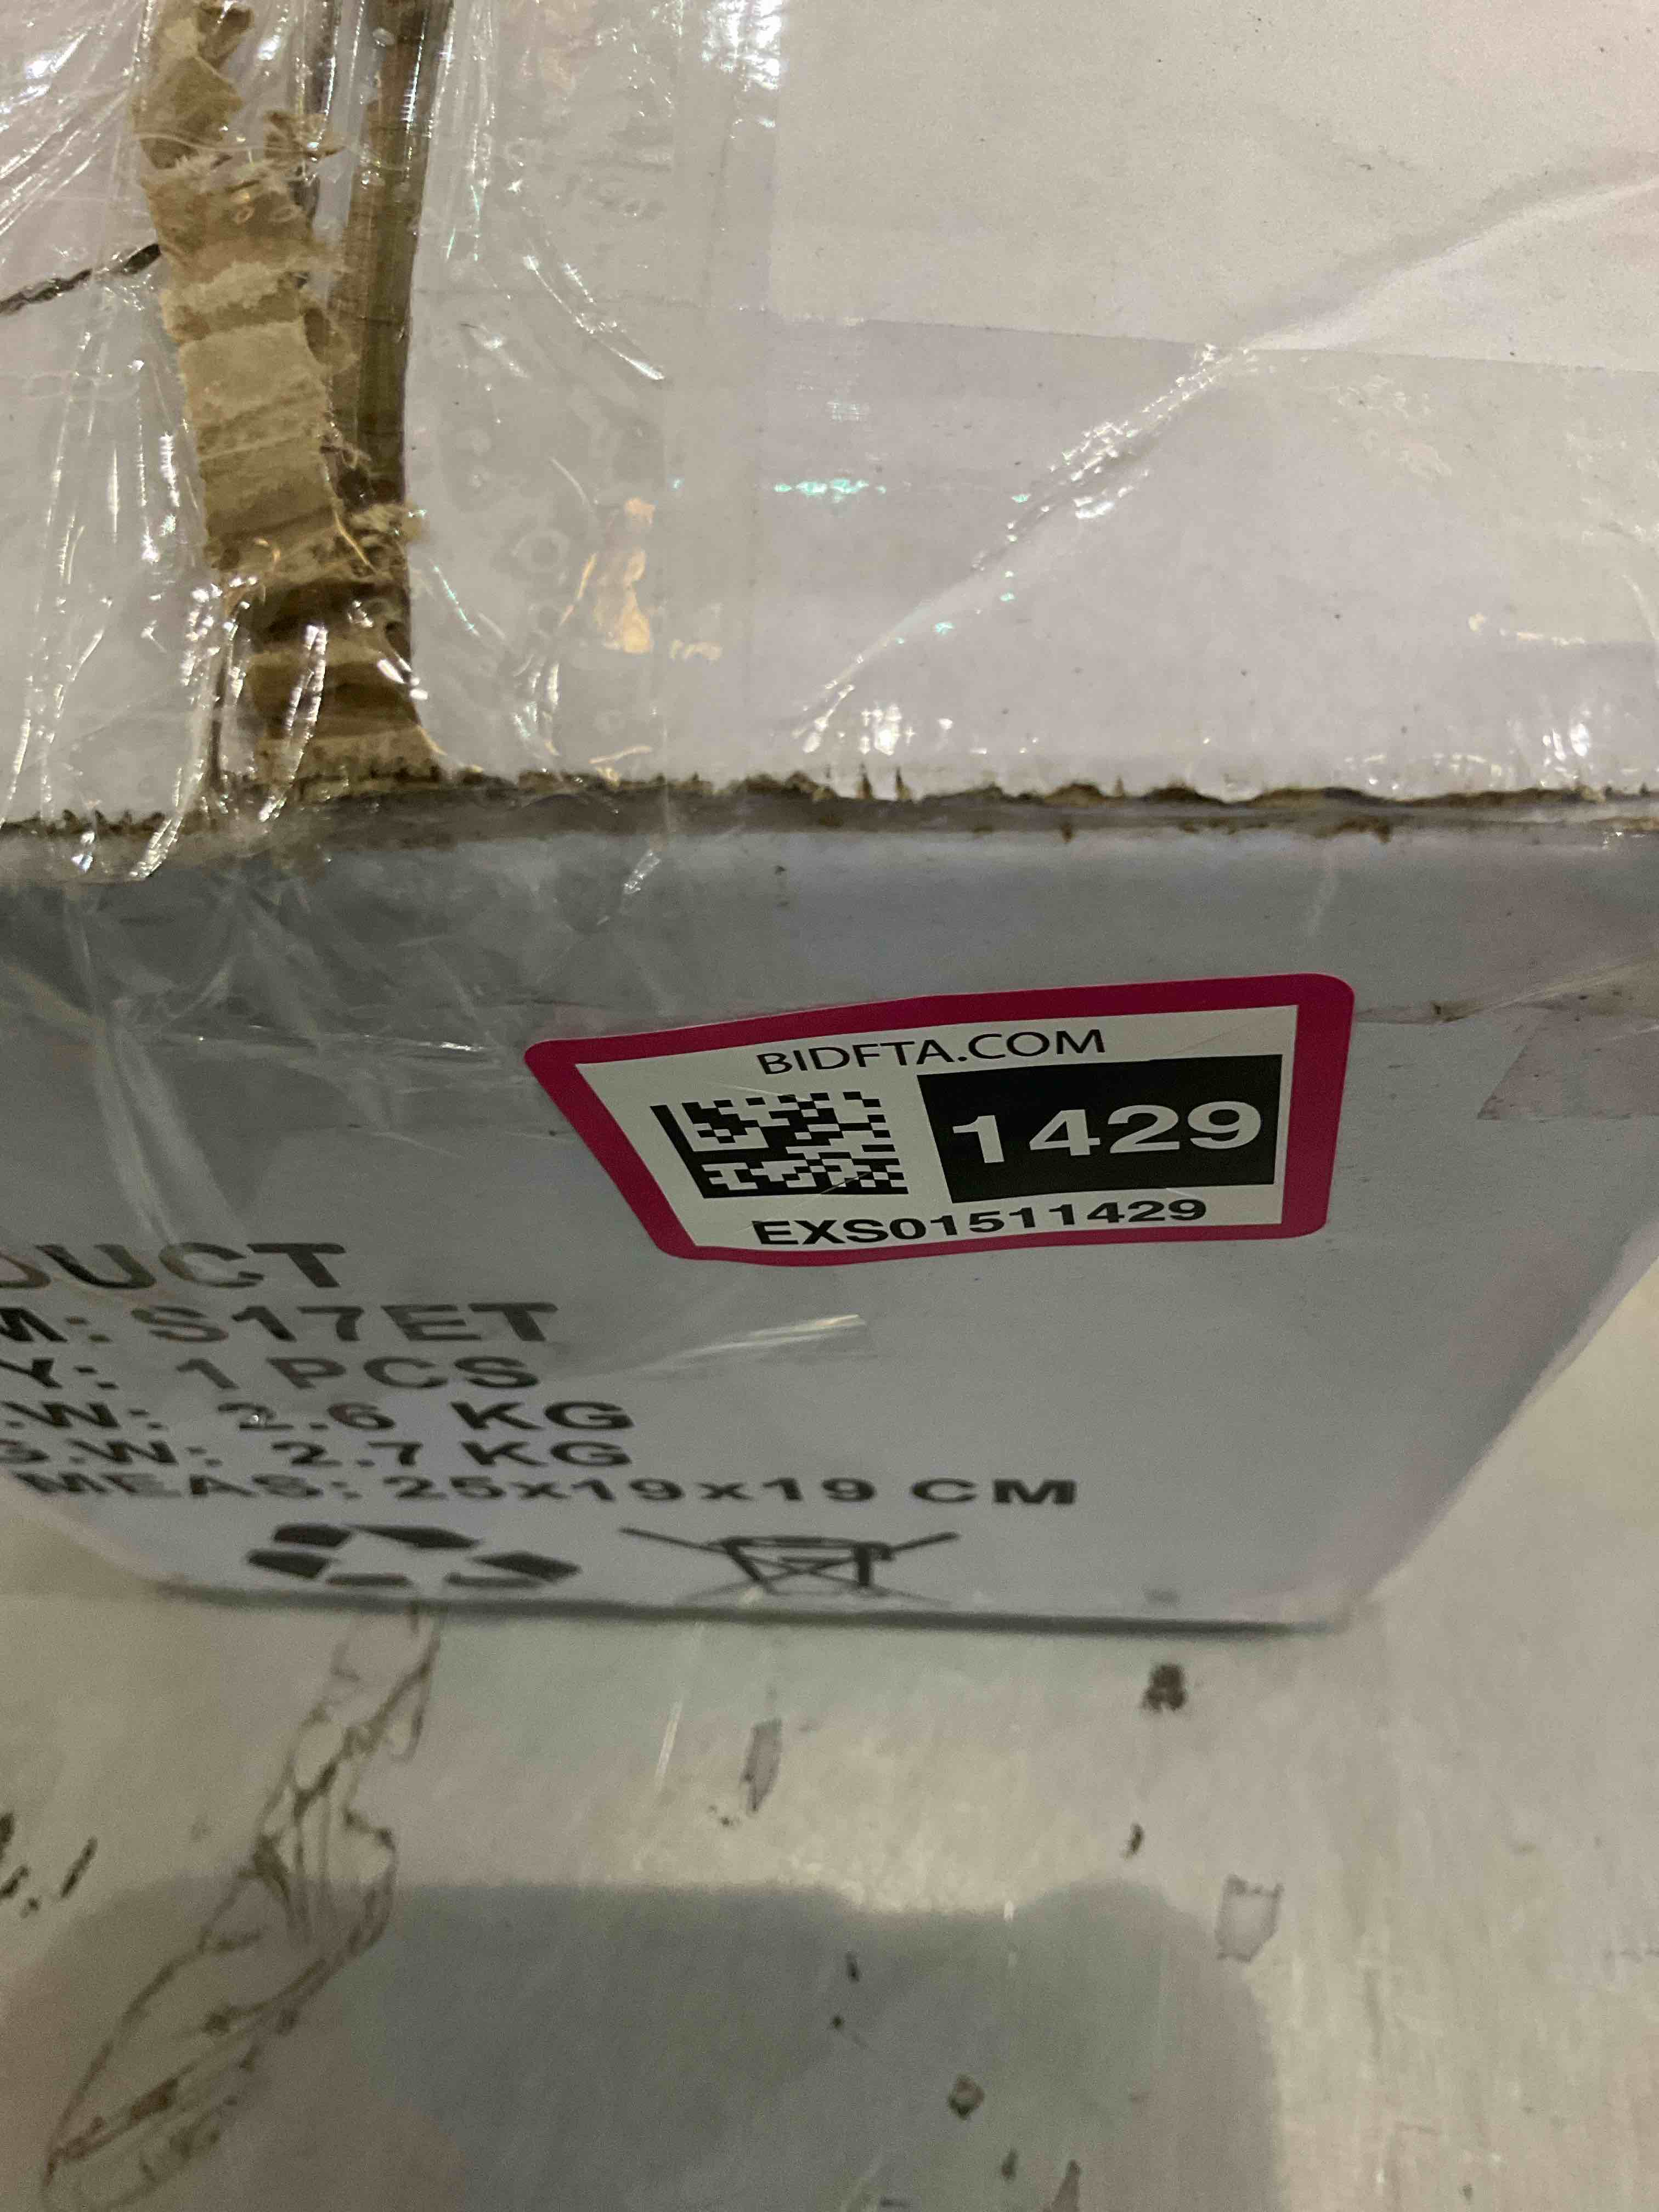 BIDFTA.COM
1429
EXS01511429
DUCT
M: S17ET
Y: 1 PCS
.W: 2.6 KG
G.W: 2.7 KG
MEAS: 25x19x19 CM